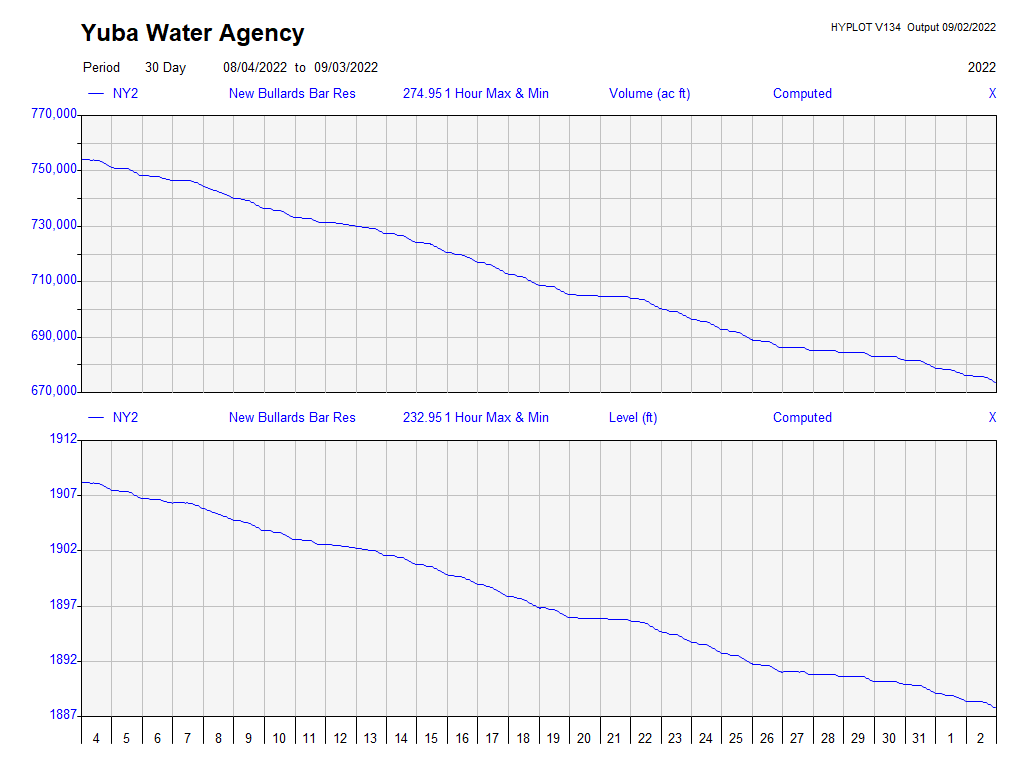 Yuba Water Agency
HYPLOT V134 Output 09/02/2022
Period 30 Day 08/04/2022 to 09/03/2022 2022
NY2 New Bullards Bar Res 274.95 1 Hour Max & Min Volume (ac ft) Computed X
770,000
750,000
730,000
710,000
690,000
670,000
NY2 New Bullards Bar Res 232.95 1 Hour Max & Min Level (ft) Computed X
1912
1907
1902
1897
1892
1887
4 5 6 7 8 9 10 11 12 13 14 15 16 17 18 19 20 21 22 23 24 25 26 27 28 29 30 31 1 2